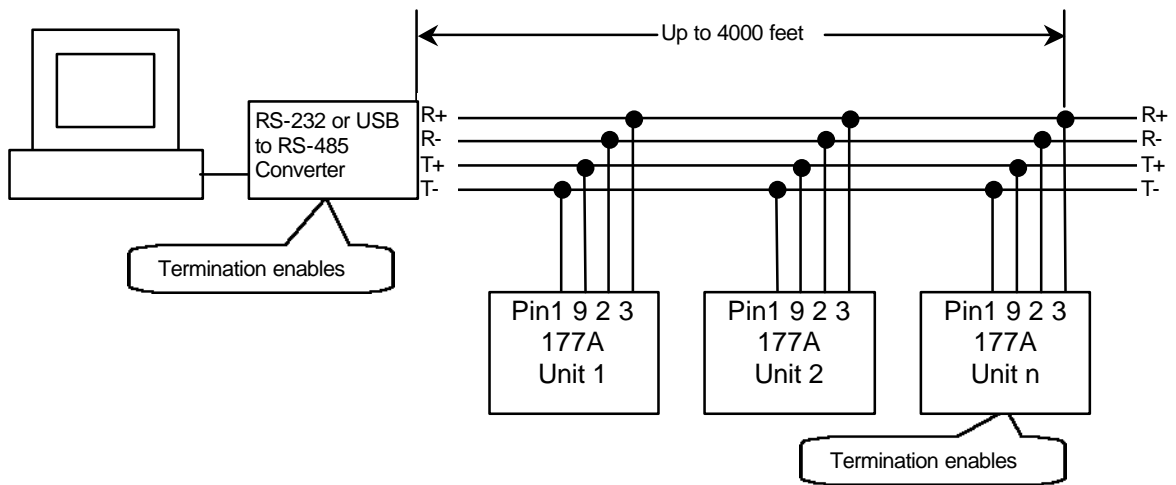 Up to 4000 feet
RS-232 or USB
to RS-485
Converter
R+
R-
T+
T-
R+
R-
T+
T-
Termination enables
Pin1 9 2 3
177A
Unit 1
Pin1 9 2 3
177A
Unit 2
Pin1 9 2 3
177A
Unit n
Termination enables